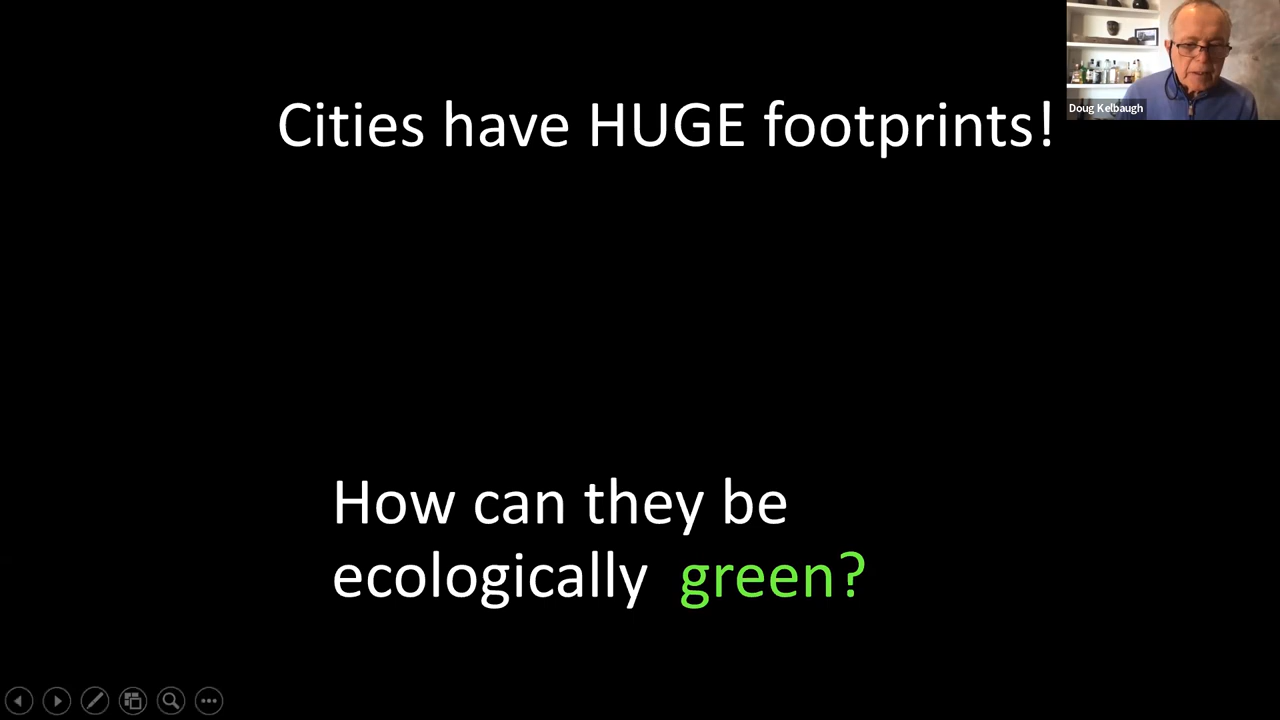 Cities have HUGE footprints!
Doug Kelbaugh
How can they be
ecologically green?